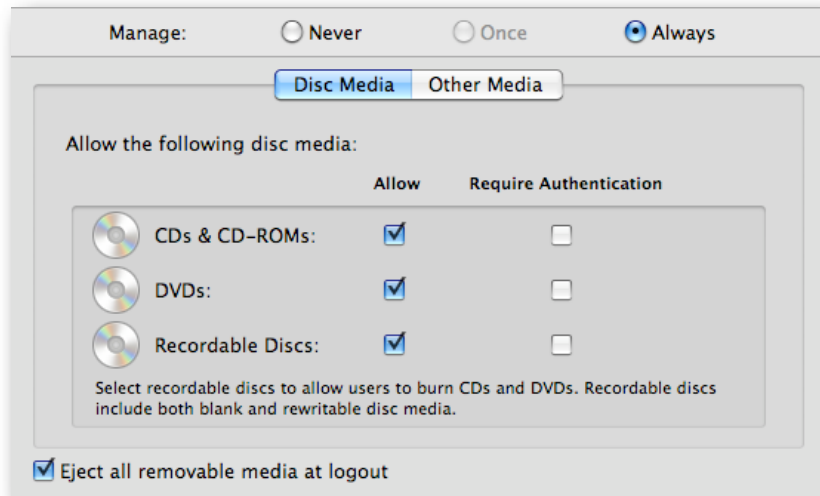 Manage: Never Once Always
Disc Media Other Media
Allow the following disc media:
Allow Require Authentication
CDs & CD-ROMs:
DVDs:
Recordable Discs:
Select recordable discs to allow users to burn CDs and DVDs. Recordable discs
include both blank and rewritable disc media.
Eject all removable media at logout